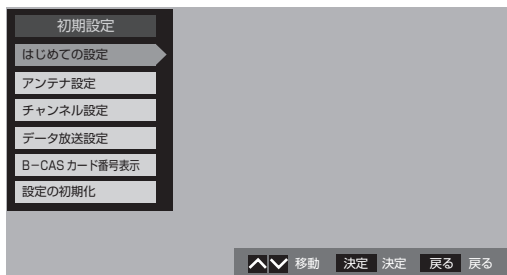 初期設定
はじめての設定
アンテナ設定
チャンネル設定
データ放送設定
B-CASカード番号表示
設定の初期化
移動 決定 決定 戻る 戻る